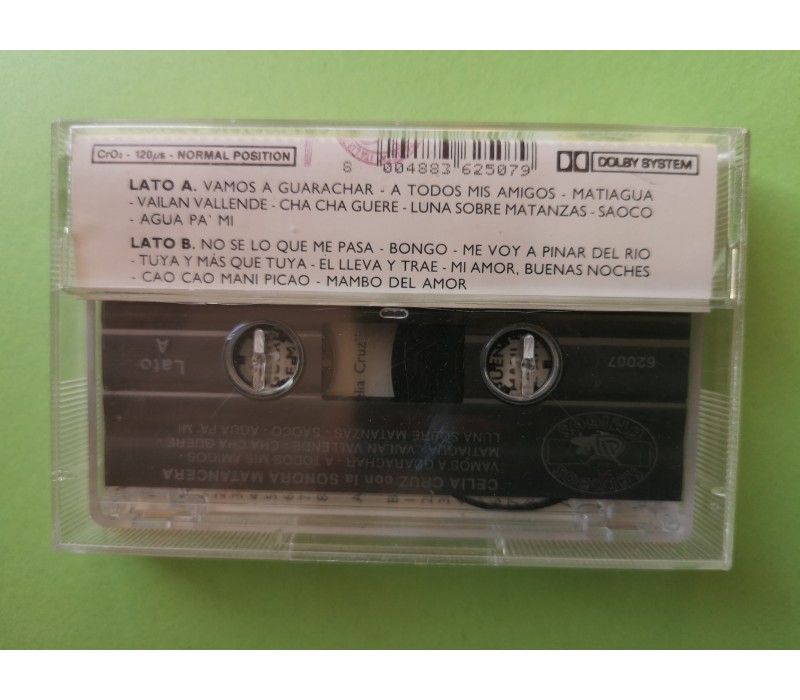 CrO₂ - 120µs - NORMAL POSITION
8 004883 625079
DOLBY SYSTEM
LATO A. VAMOS A GUARACHAR - A TODOS MIS AMIGOS - MATIAGUA
- VAILAN VALLENDE - CHA CHA GUERE - LUNA SOBRE MATANZAS - SAOCO
- AGUA PA' MI
LATO B. NO SE LO QUE ME PASA - BONGO - ME VOY A PINAR DEL RIO
- TUYA Y MÁS QUE TUYA - EL LLEVA Y TRAE - MI AMOR, BUENAS NOCHES
- CAO CAO MANI PICAO - MAMBO DEL AMOR
Lato
A
elia Cruz
62007
CELIA CRUZ con la SONORA MATANCERA
VAMOS A GUARACHAR - A TODOS MIS AMIGOS
MATIAGUA - VAILAN VALLENDE - CHA CHA GUERE
LUNA SOBRE MATANZAS - SAOCO - AGUA PA' MI